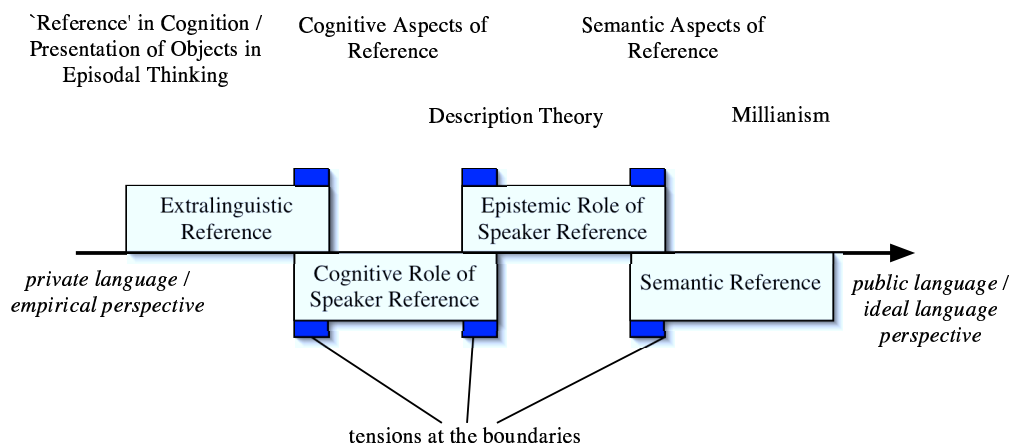 `Reference' in Cognition /
Presentation of Objects in
Episodal Thinking
Cognitive Aspects of
Reference
Semantic Aspects of
Reference
Description Theory
Millianism
Extralinguistic
Reference
Epistemic Role of
Speaker Reference
Cognitive Role of
Speaker Reference
Semantic Reference
private language /
empirical perspective
public language /
ideal language
perspective
tensions at the boundaries